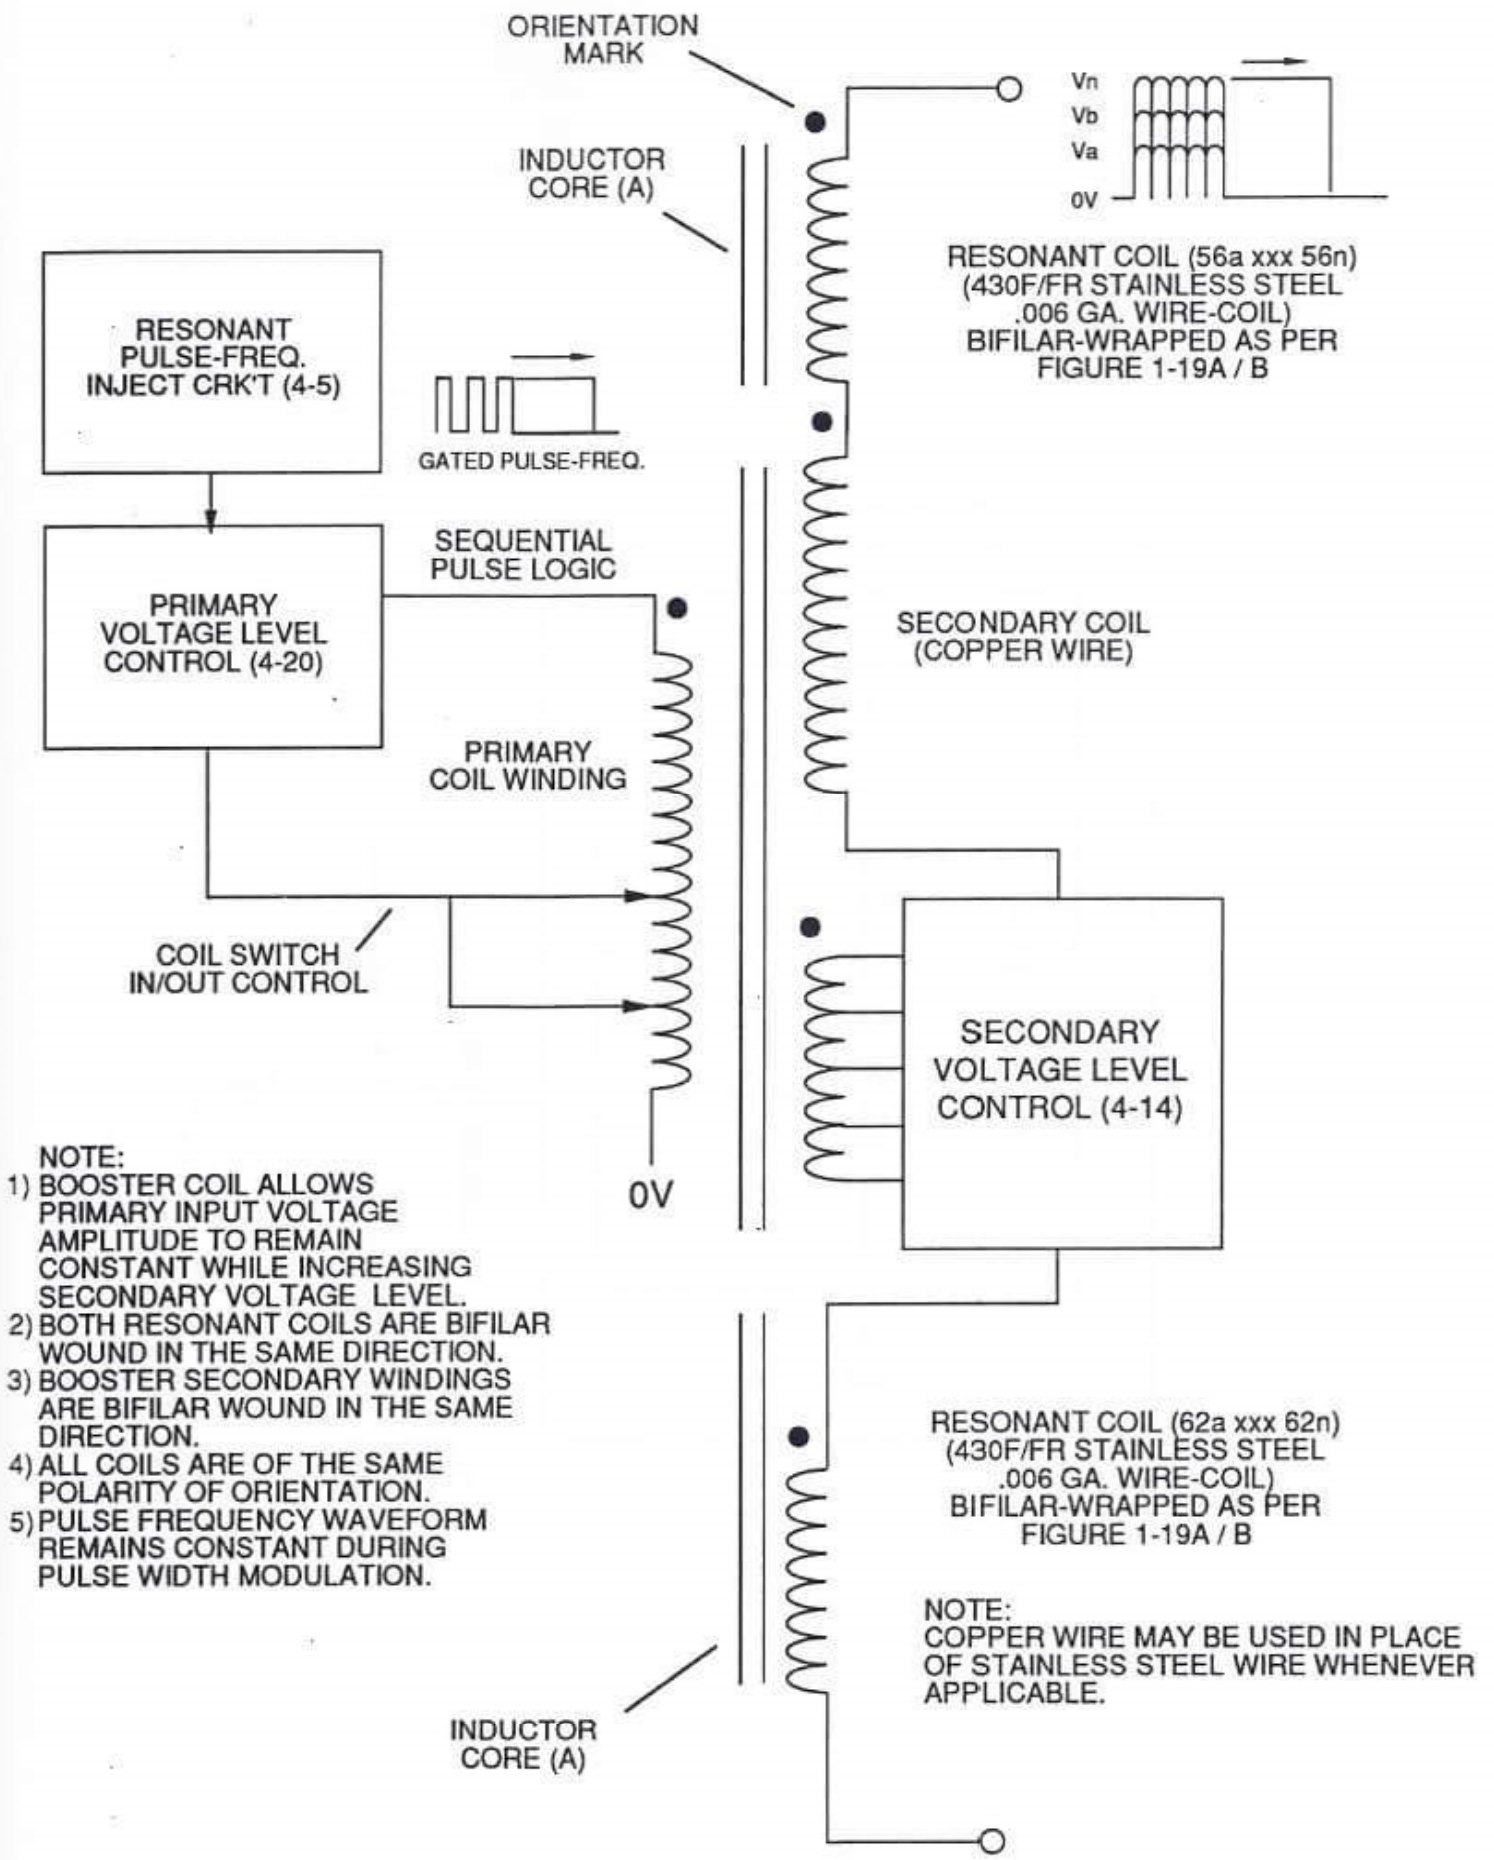 ORIENTATION
MARK
Vn
Vb
Va
0V
INDUCTOR
CORE (A)
RESONANT COIL (56a xxx 56n)
(430F/FR STAINLESS STEEL
.006 GA. WIRE-COIL)
BIFILAR-WRAPPED AS PER
FIGURE 1-19A / B
RESONANT
PULSE-FREQ.
INJECT CRK'T (4-5)
GATED PULSE-FREQ.
SEQUENTIAL
PULSE LOGIC
PRIMARY
VOLTAGE LEVEL
CONTROL (4-20)
SECONDARY COIL
(COPPER WIRE)
PRIMARY
COIL WINDING
COIL SWITCH
IN/OUT CONTROL
SECONDARY
VOLTAGE LEVEL
CONTROL (4-14)
0V
NOTE:
1) BOOSTER COIL ALLOWS
PRIMARY INPUT VOLTAGE
AMPLITUDE TO REMAIN
CONSTANT WHILE INCREASING
SECONDARY VOLTAGE LEVEL.
2) BOTH RESONANT COILS ARE BIFILAR
WOUND IN THE SAME DIRECTION.
3) BOOSTER SECONDARY WINDINGS
ARE BIFILAR WOUND IN THE SAME
DIRECTION.
4) ALL COILS ARE OF THE SAME
POLARITY OF ORIENTATION.
5) PULSE FREQUENCY WAVEFORM
REMAINS CONSTANT DURING
PULSE WIDTH MODULATION.
RESONANT COIL (62a xxx 62n)
(430F/FR STAINLESS STEEL
.006 GA. WIRE-COIL)
BIFILAR-WRAPPED AS PER
FIGURE 1-19A / B
NOTE:
COPPER WIRE MAY BE USED IN PLACE
OF STAINLESS STEEL WIRE WHENEVER
APPLICABLE.
INDUCTOR
CORE (A)